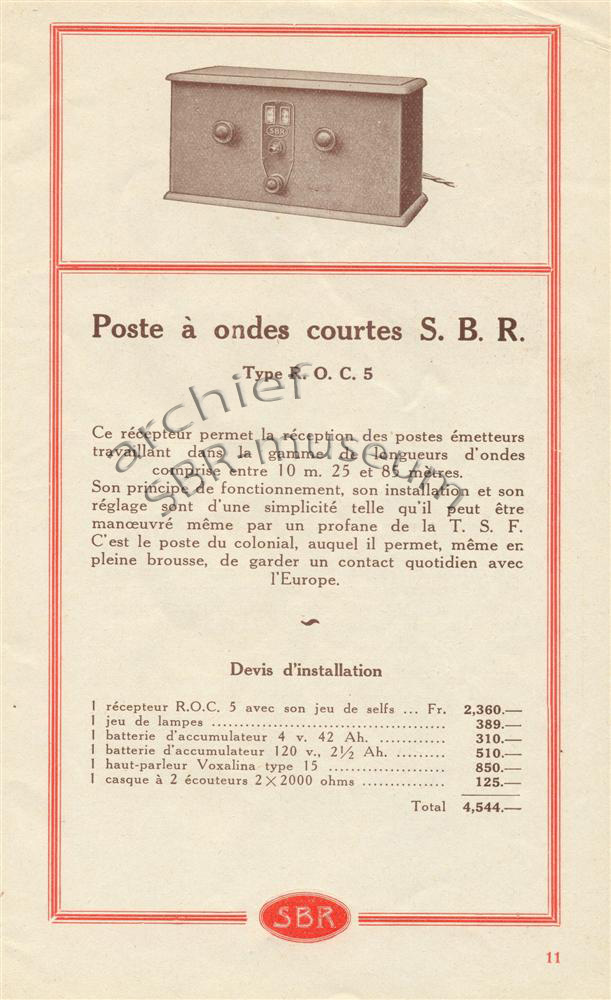 SBR
Poste à ondes courtes S. B. R.
Type R. O. C. 5
archief
SBR museum
Ce récepteur permet la réception des postes émetteurs
travaillant dans la gamme de longueurs d'ondes
comprise entre 10 m. 25 et 85 mètres.
Son principe de fonctionnement, son installation et son
réglage sont d'une simplicité telle qu'il peut être
manœuvré même par un profane de la T. S. F.
C'est le poste du colonial, auquel il permet, même en
pleine brousse, de garder un contact quotidien avec
l'Europe.
Devis d'installation
1 récepteur R.O.C. 5 avec son jeu de selfs ... Fr. 2,360.—
1 jeu de lampes ........................................ 389.—
1 batterie d'accumulateur 4 v. 42 Ah. ............ 310.—
1 batterie d'accumulateur 120 v., 2½ Ah. ......... 510.—
1 haut-parleur Voxalina type 15 ..................... 850.—
1 casque à 2 écouteurs 2×2000 ohms ............... 125.—
Total 4,544.—
SBR
11